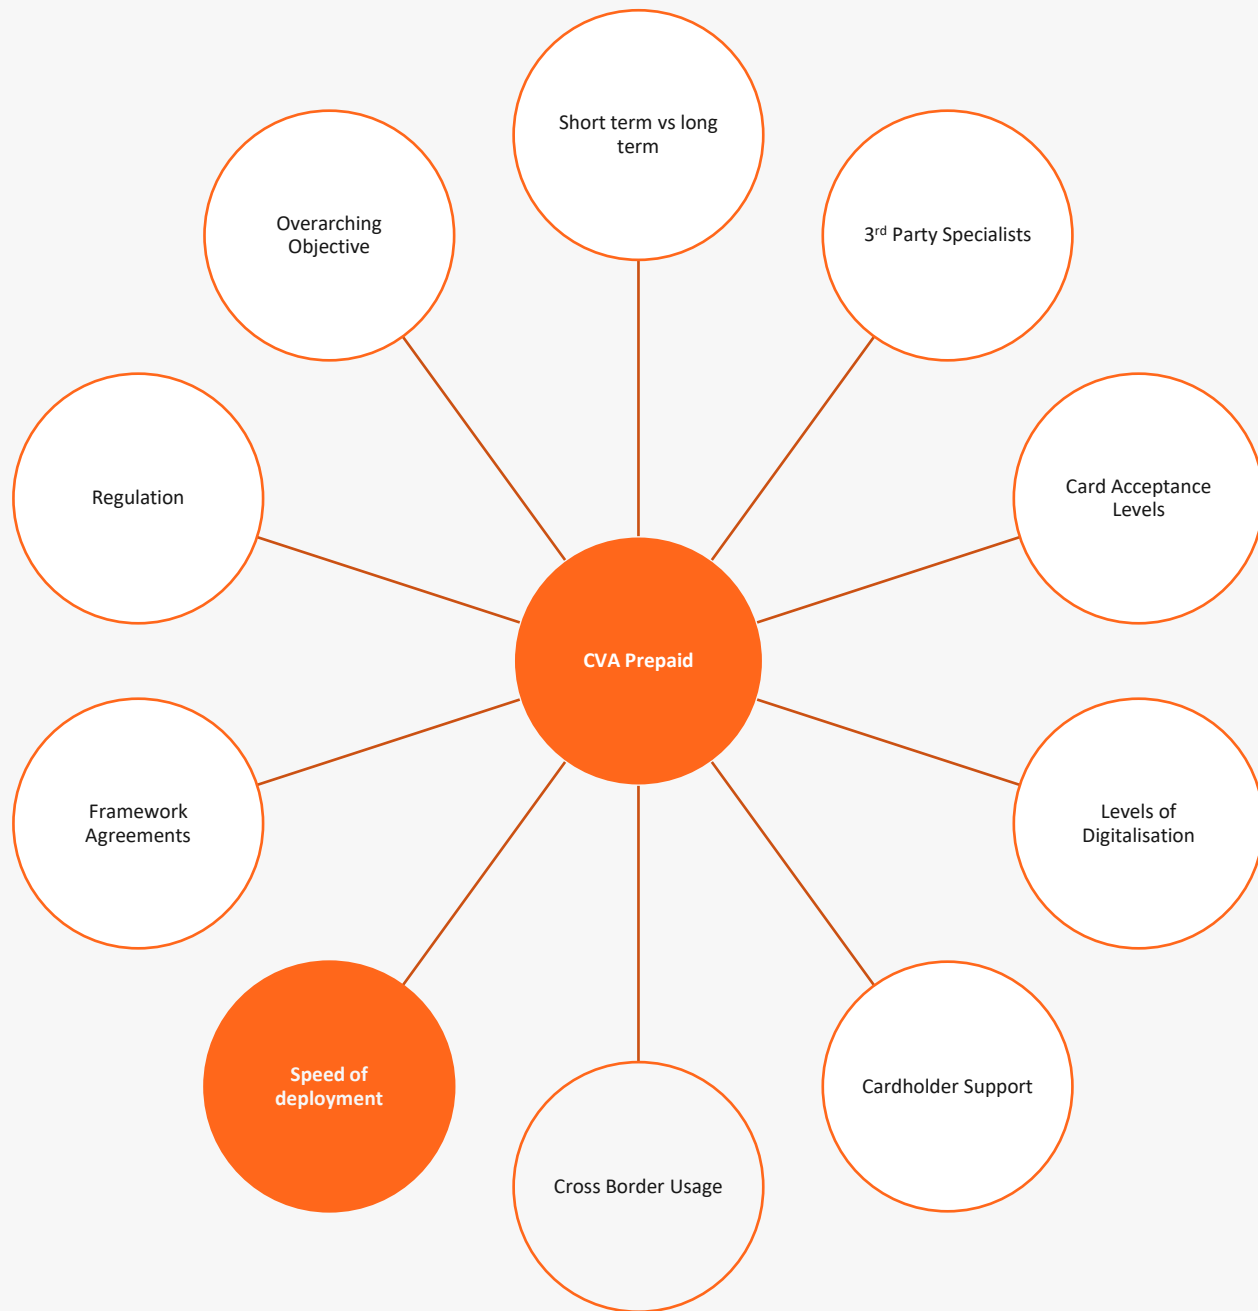 Short term vs long
term
3rd Party Specialists
Card Acceptance
Levels
Levels of
Digitalisation
Cardholder Support
Cross Border Usage
Speed of
deployment
Framework
Agreements
Regulation
Overarching
Objective
CVA Prepaid